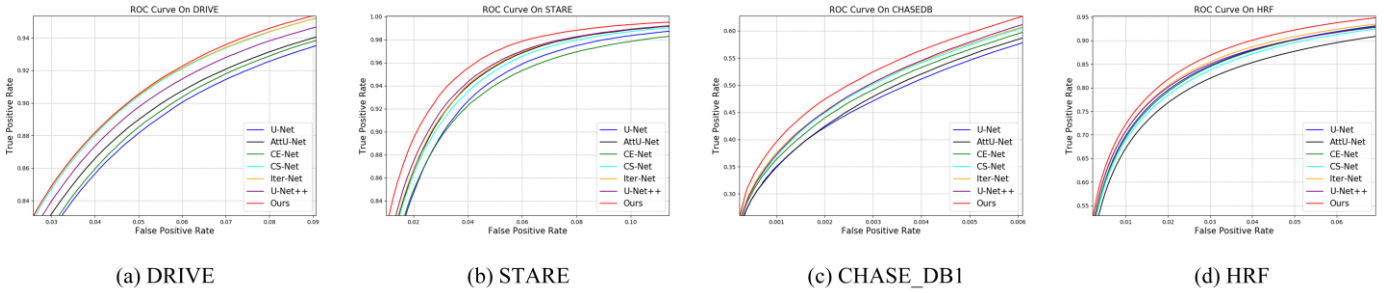 ROC Curve On DRIVE
True Positive Rate
0.94
0.92
0.90
0.88
0.86
0.84
U-Net
AttU-Net
CE-Net
CS-Net
Iter-Net
U-Net++
Ours
0.03 0.04 0.05 0.06 0.07 0.08 0.09
False Positive Rate
(a) DRIVE
ROC Curve On STARE
True Positive Rate
1.00
0.98
0.96
0.94
0.92
0.90
0.88
0.86
0.84
U-Net
AttU-Net
CE-Net
CS-Net
Iter-Net
U-Net++
Ours
0.02 0.04 0.06 0.08 0.10
False Positive Rate
(b) STARE
ROC Curve On CHASEDB
True Positive Rate
0.60
0.55
0.50
0.45
0.40
0.35
0.30
U-Net
AttU-Net
CE-Net
CS-Net
Iter-Net
U-Net++
Ours
0.001 0.002 0.003 0.004 0.005 0.006
False Positive Rate
(c) CHASE_DB1
ROC Curve On HRF
True Positive Rate
0.95
0.90
0.85
0.80
0.75
0.70
0.65
0.60
0.55
U-Net
AttU-Net
CE-Net
CS-Net
Iter-Net
U-Net++
Ours
0.01 0.02 0.03 0.04 0.05 0.06
False Positive Rate
(d) HRF